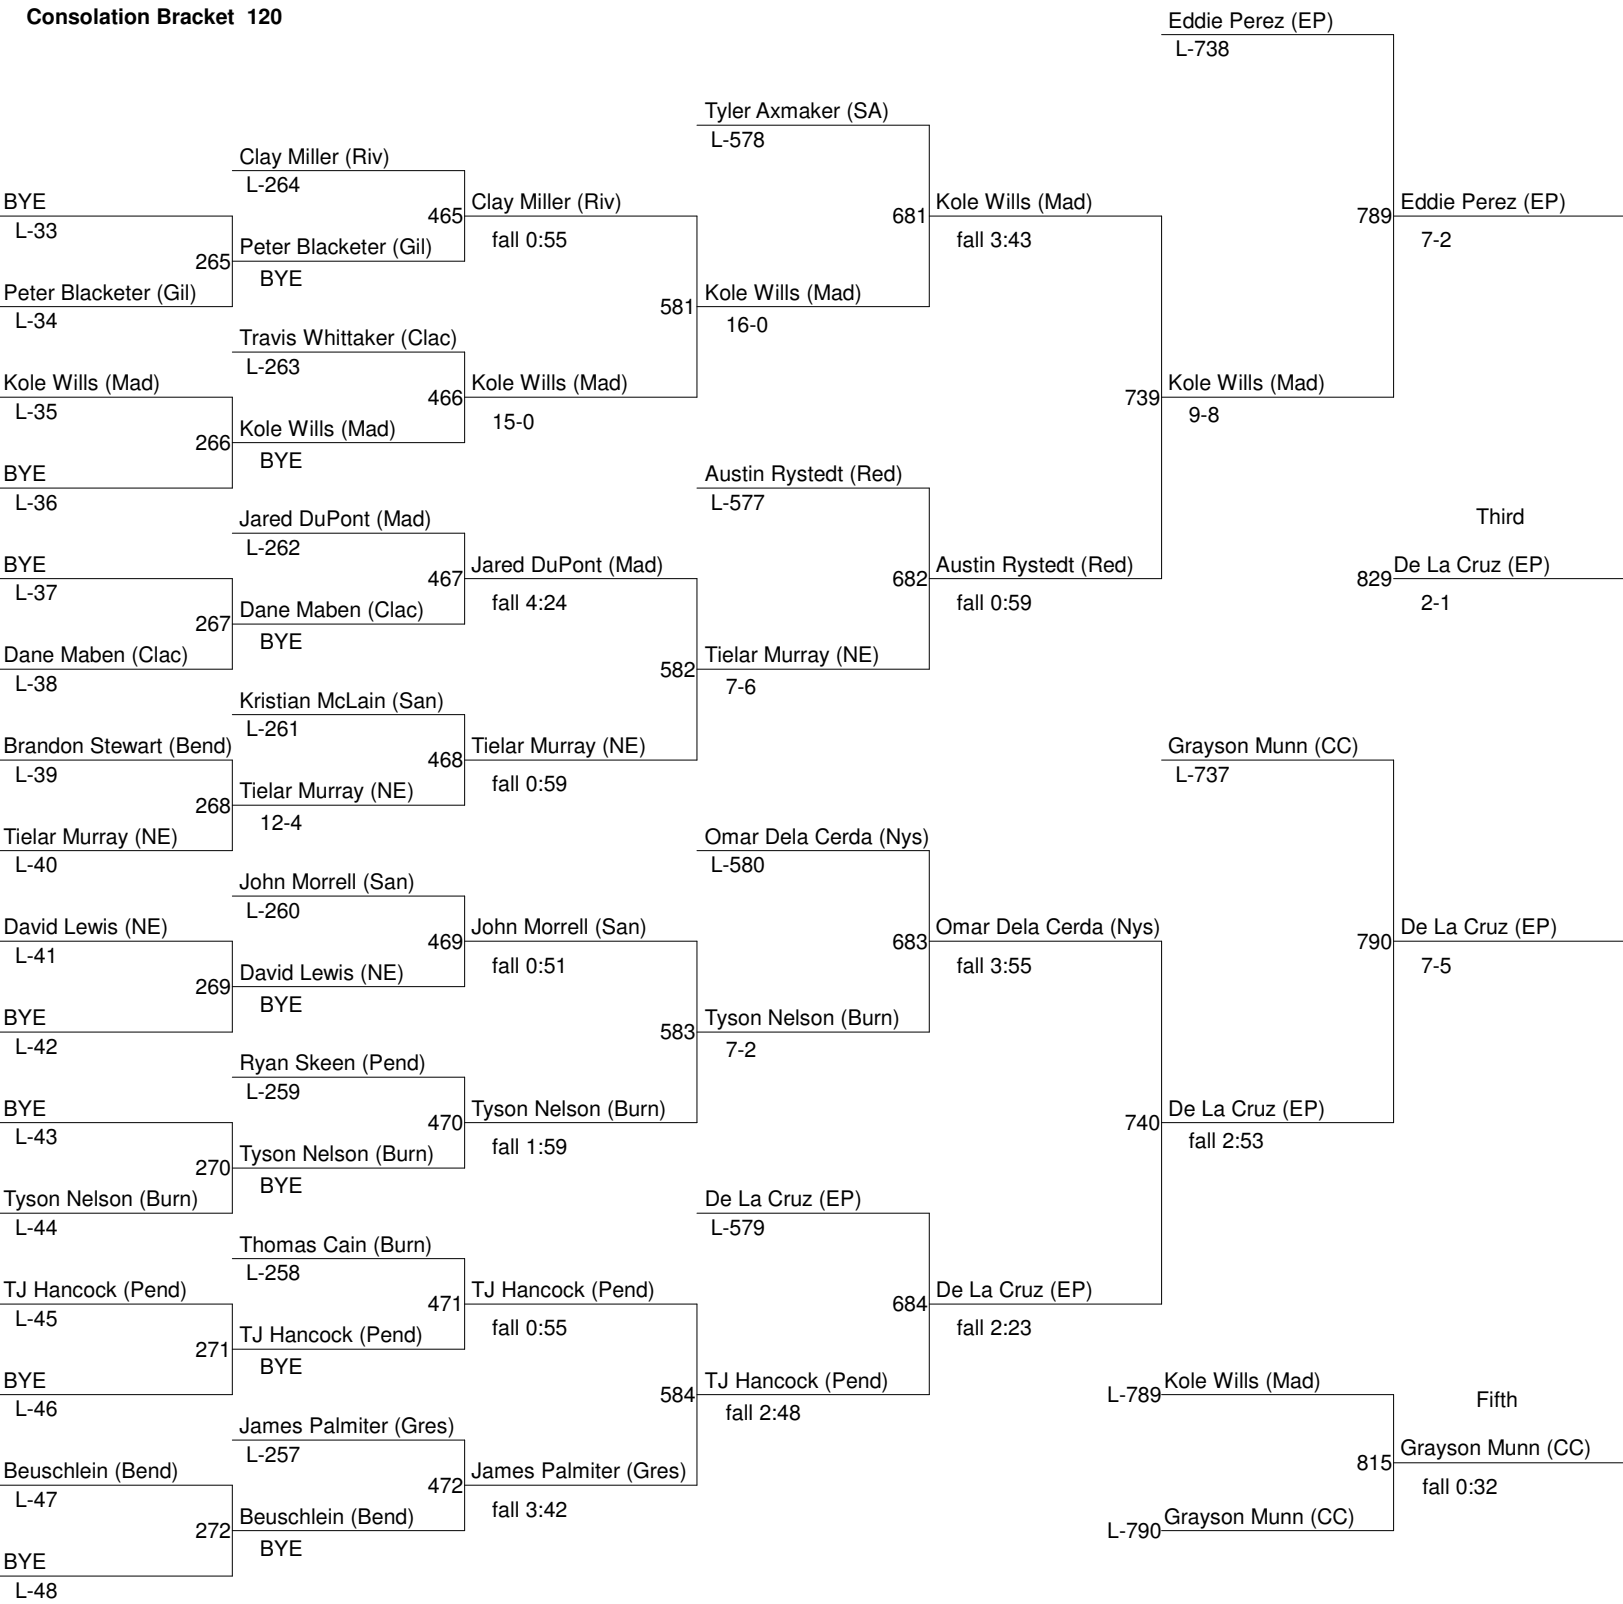 Consolation Bracket 120
BYE
L-33
Peter Blacketer (Gil)
L-34
Kole Wills (Mad)
L-35
BYE
L-36
BYE
L-37
Dane Maben (Clac)
L-38
Brandon Stewart (Bend)
L-39
Tielar Murray (NE)
L-40
David Lewis (NE)
L-41
BYE
L-42
BYE
L-43
Tyson Nelson (Burn)
L-44
TJ Hancock (Pend)
L-45
BYE
L-46
Beuschlein (Bend)
L-47
BYE
L-48
Clay Miller (Riv)
L-264
265
Peter Blacketer (Gil)
BYE
Travis Whittaker (Clac)
L-263
266
Kole Wills (Mad)
BYE
Jared DuPont (Mad)
L-262
267
Dane Maben (Clac)
BYE
Kristian McLain (San)
L-261
268
Tielar Murray (NE)
12-4
John Morrell (San)
L-260
269
David Lewis (NE)
BYE
Ryan Skeen (Pend)
L-259
270
Tyson Nelson (Burn)
BYE
Thomas Cain (Burn)
L-258
271
TJ Hancock (Pend)
BYE
James Palmiter (Gres)
L-257
272
Beuschlein (Bend)
BYE
465
Clay Miller (Riv)
fall 0:55
466
Kole Wills (Mad)
15-0
467
Jared DuPont (Mad)
fall 4:24
468
Tielar Murray (NE)
fall 0:59
469
John Morrell (San)
fall 0:51
470
Tyson Nelson (Burn)
fall 1:59
471
TJ Hancock (Pend)
fall 0:55
472
James Palmiter (Gres)
fall 3:42
Tyler Axmaker (SA)
L-578
581
Kole Wills (Mad)
16-0
Austin Rystedt (Red)
L-577
582
Tielar Murray (NE)
7-6
Omar Dela Cerda (Nys)
L-580
583
Tyson Nelson (Burn)
7-2
De La Cruz (EP)
L-579
584
TJ Hancock (Pend)
fall 2:48
681
Kole Wills (Mad)
fall 3:43
682
Austin Rystedt (Red)
fall 0:59
683
Omar Dela Cerda (Nys)
fall 3:55
684
De La Cruz (EP)
fall 2:23
Eddie Perez (EP)
L-738
739
Kole Wills (Mad)
9-8
Grayson Munn (CC)
L-737
740
De La Cruz (EP)
fall 2:53
L-789
Kole Wills (Mad)
L-790
Grayson Munn (CC)
789
Eddie Perez (EP)
7-2
Third
829
De La Cruz (EP)
2-1
790
De La Cruz (EP)
7-5
Fifth
815
Grayson Munn (CC)
fall 0:32